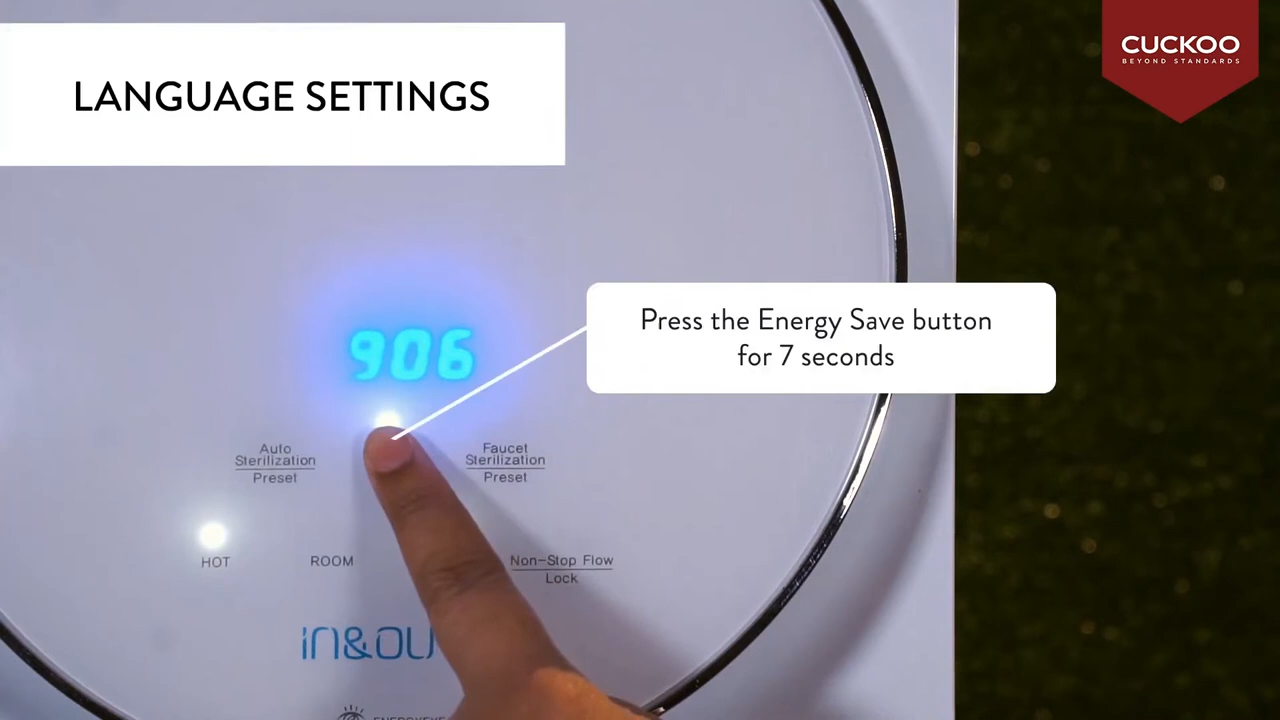 LANGUAGE SETTINGS
CUCKOO
BEYOND STANDARDS
906
Press the Energy Save button
for 7 seconds
Auto
Sterilization
Preset
Faucet
Sterilization
Preset
HOT
ROOM
Non-Stop Flow
Lock
IN&OU
ENERGYEYE